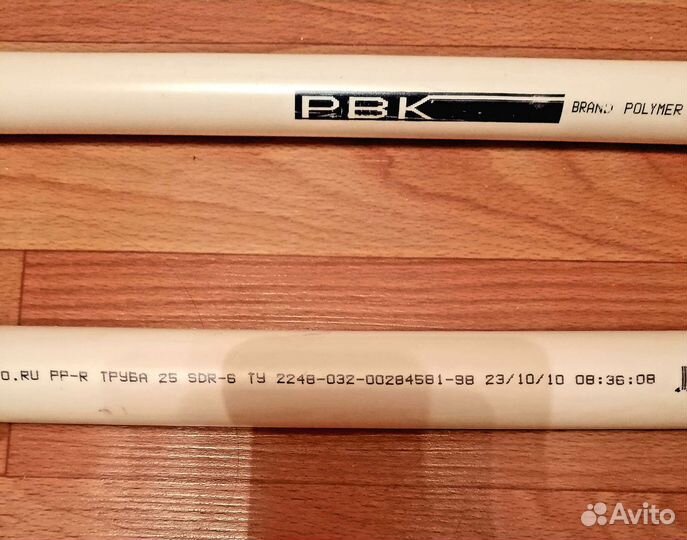 PBK BRAND POLYMER
O.RU PP-R ТРУБА 25 SDR-6 ТУ 2248-032-00284581-98 23/10/10 08:36:08
Avito